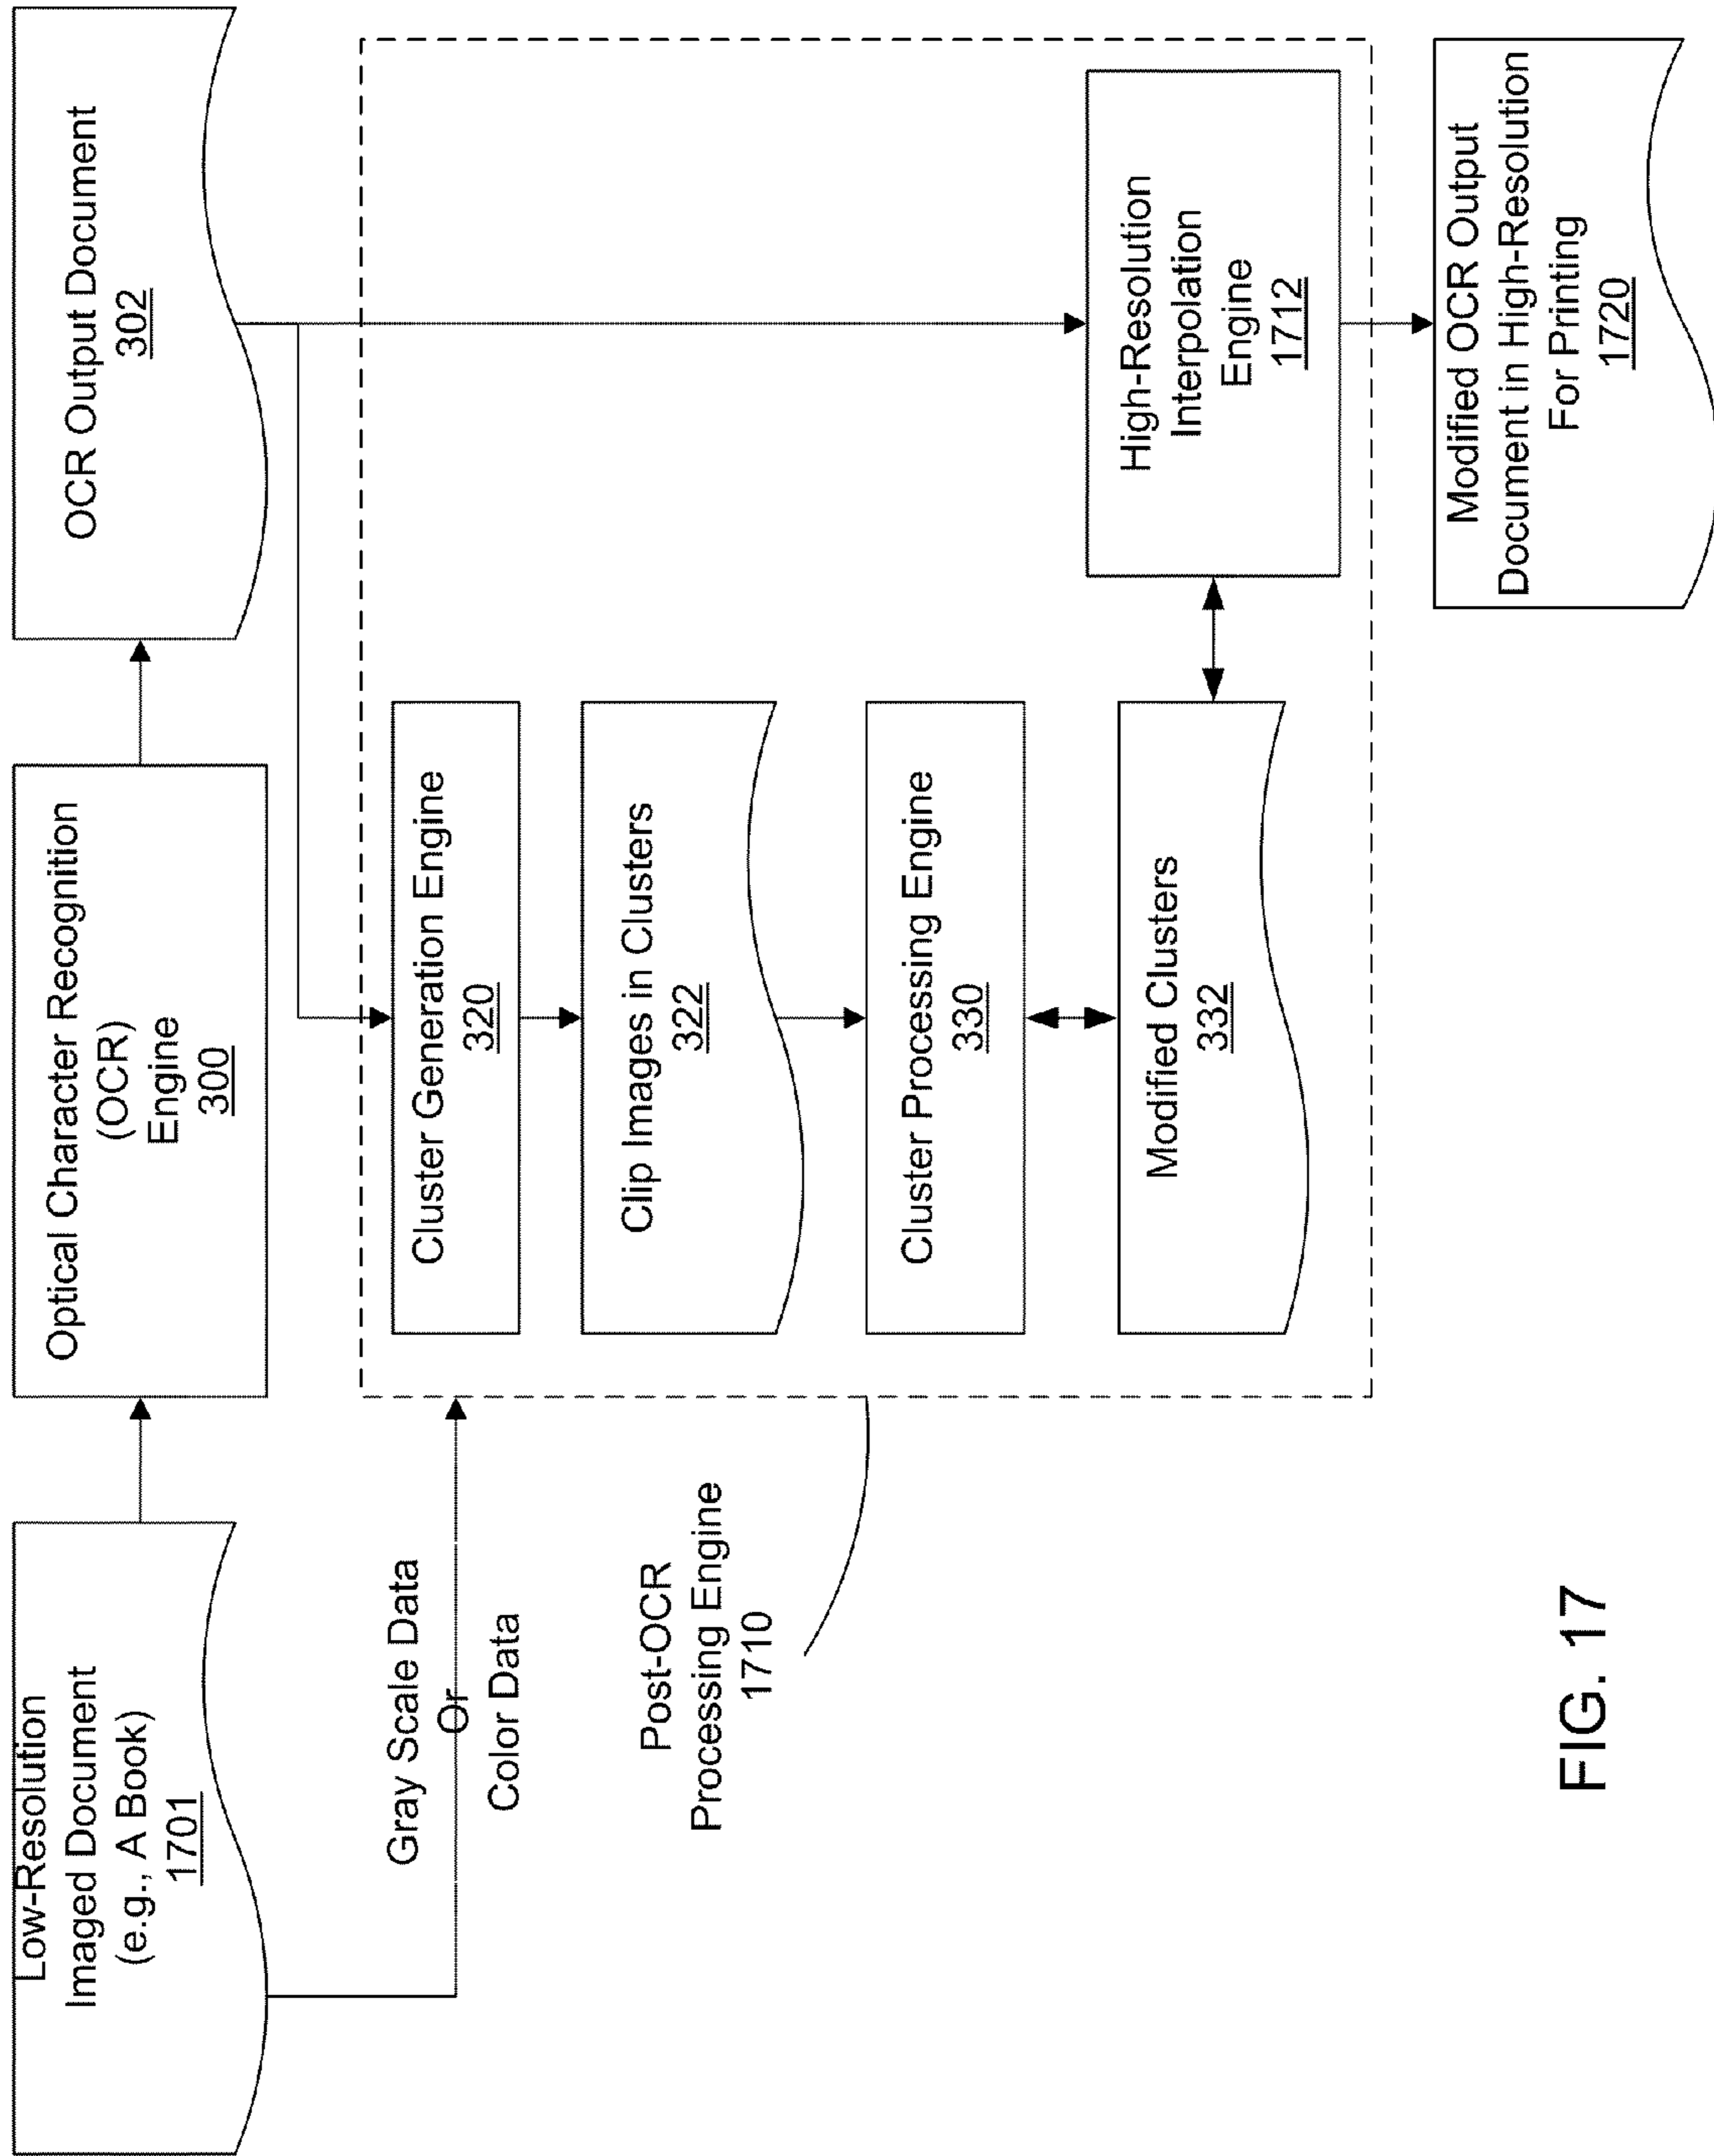 Low-Resolution
Imaged Document
(e.g., A Book)
1701
Optical Character Recognition
(OCR)
Engine
300
OCR Output Document
302
Gray Scale Data
Or
Color Data
Post-OCR
Processing Engine
1710
Cluster Generation Engine
320
Clip Images in Clusters
322
Cluster Processing Engine
330
Modified Clusters
332
High-Resolution
Interpolation
Engine
1712
Modified OCR Output
Document in High-Resolution
For Printing
1720
FIG. 17